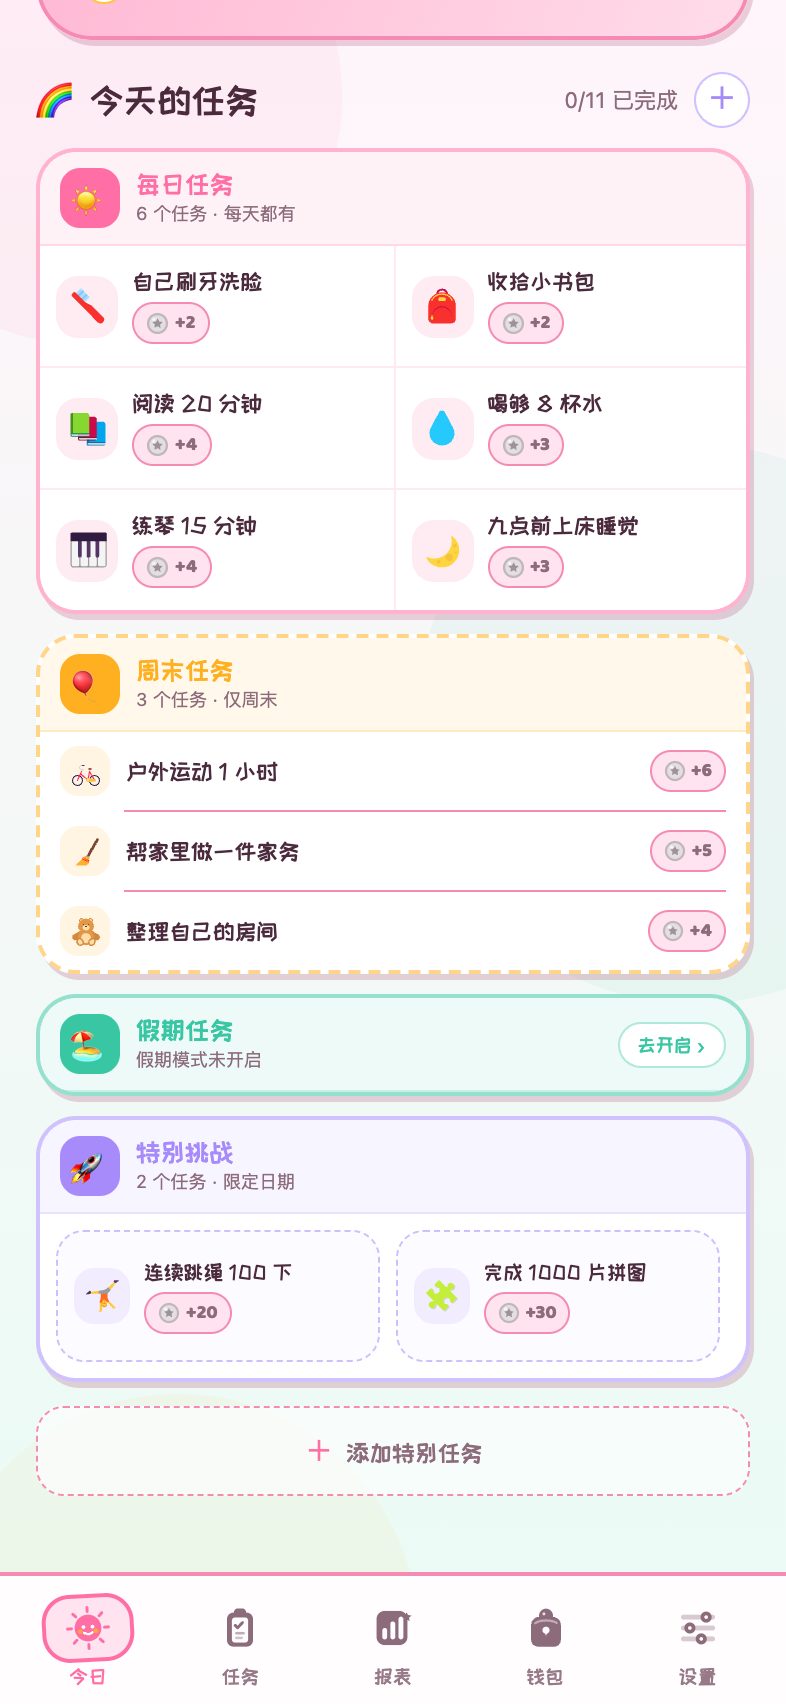 今天的任务
0/11 已完成
每日任务
6 个任务 · 每天都有
自己刷牙洗脸
+2
收拾小书包
+2
阅读 20 分钟
+4
喝够 8 杯水
+3
练琴 15 分钟
+4
九点前上床睡觉
+3
周末任务
3 个任务 · 仅周末
户外运动 1 小时
+6
帮家里做一件家务
+5
整理自己的房间
+4
假期任务
假期模式未开启
去开启 ›
特别挑战
2 个任务 · 限定日期
连续跳绳 100 下
+20
完成 1000 片拼图
+30
+ 添加特别任务
今日
任务
报表
钱包
设置